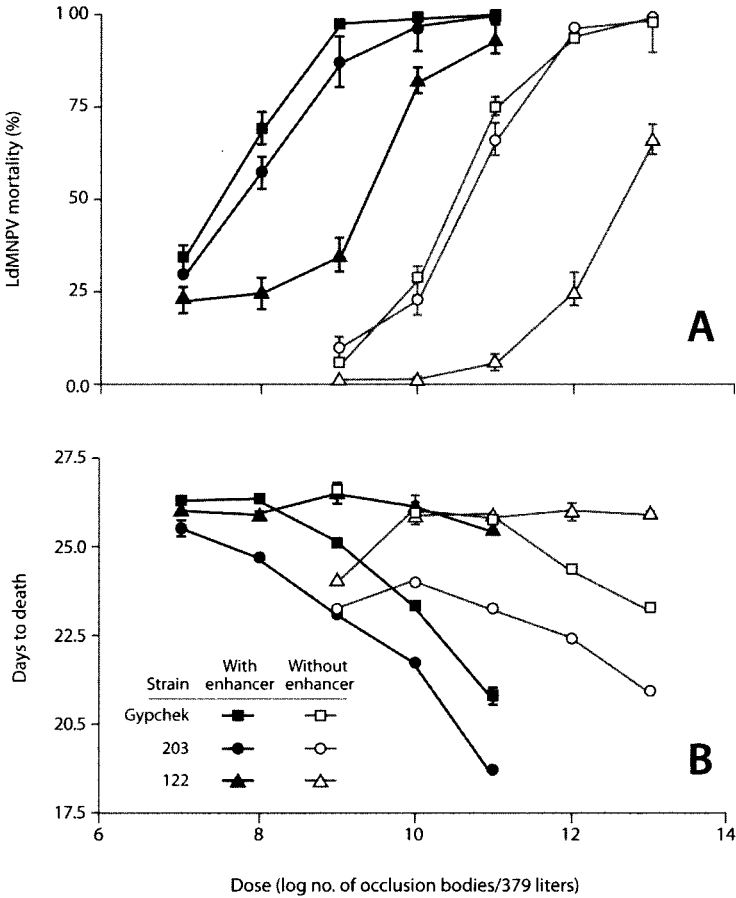 1 00
75
50
25
0.0
LdMNPV mortality (%)
A
27.5
25.0
22.5
20.5
17.5
Days to death
Strain With enhancer Without enhancer
Gypchek
203
122
B
6 8 10 12 14
Dose (log no. of occlusion bodies/379 liters)